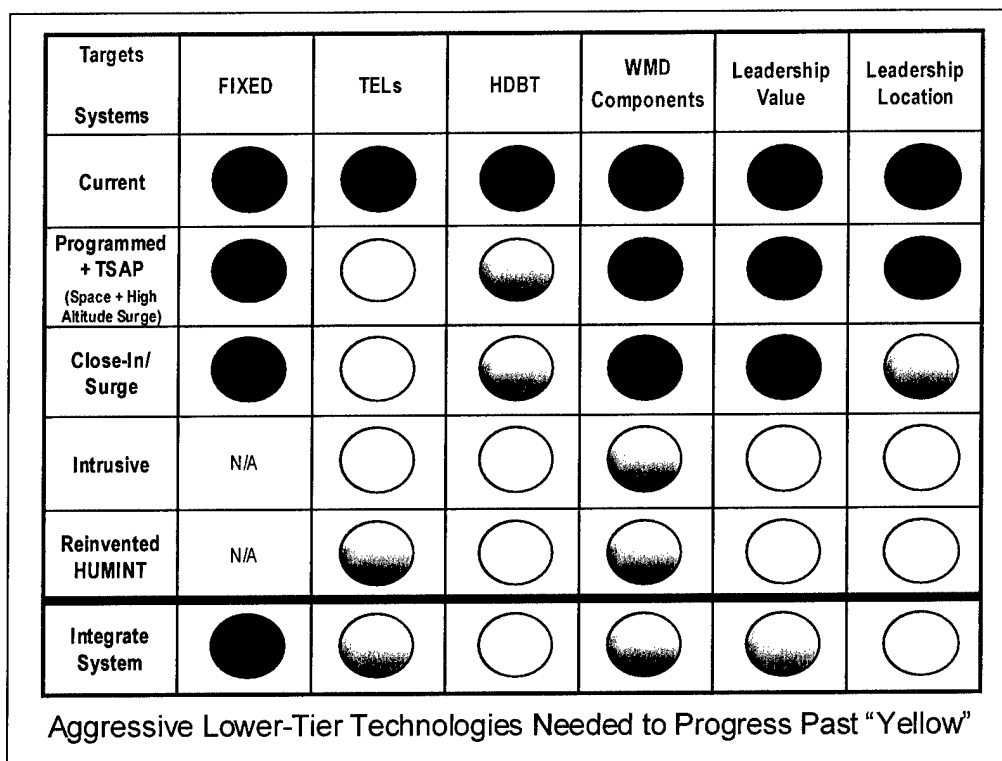 Targets
Systems
FIXED
TELs
HDBT
WMD
Components
Leadership
Value
Leadership
Location
Current
Programmed
+ TSAP
(Space + High
Altitude Surge)
Close-In/
Surge
Intrusive
N/A
Reinvented
HUMINT
N/A
Integrate
System
Aggressive Lower-Tier Technologies Needed to Progress Past “Yellow”